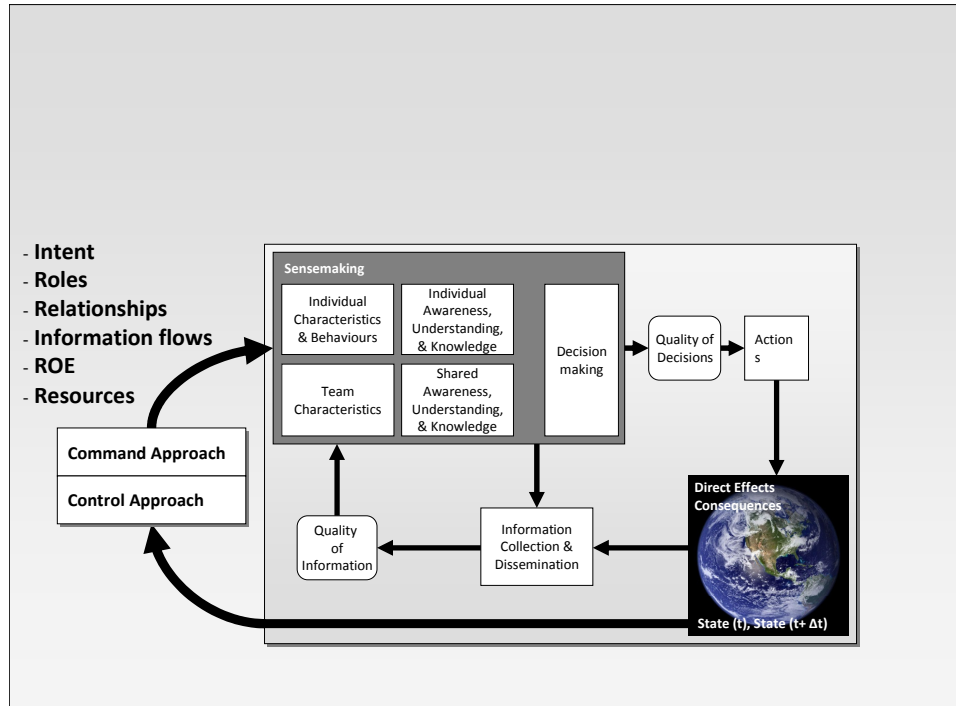 - Intent
- Roles
- Relationships
- Information flows
- ROE
- Resources
Command Approach
Control Approach
Sensemaking
Individual
Characteristics
& Behaviours
Individual
Awareness,
Understanding,
& Knowledge
Team
Characteristics
Shared
Awareness,
Understanding,
& Knowledge
Decision
making
Quality of
Decisions
Action
s
Quality
of
Information
Information
Collection &
Dissemination
Direct Effects
Consequences
State (t), State (t+ Δt)